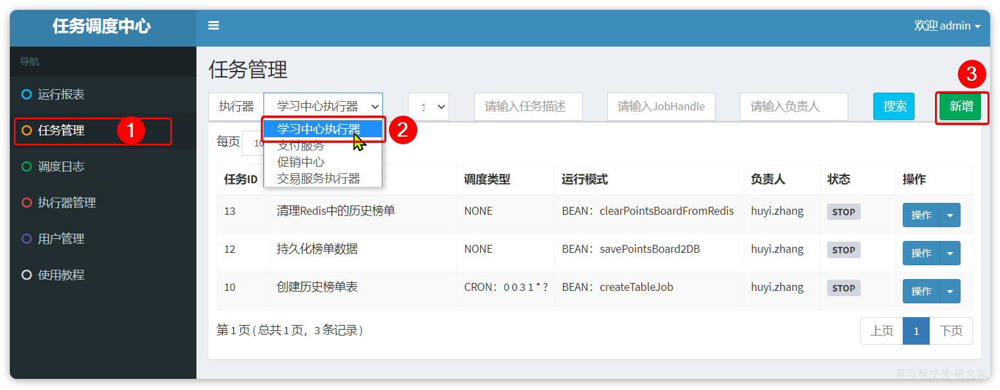 任务调度中心
欢迎 admin
导航
运行报表
任务管理
1
调度日志
执行器管理
用户管理
使用教程
任务管理
3
执行器 学习中心执行器 请输入任务描述 请输入JobHandle 请输入负责人 搜索 新增
学习中心执行器
2
支付服务
促销中心
交易服务执行器
每页 10
任务ID 调度类型 运行模式 负责人 状态 操作
13 清理Redis中的历史榜单 NONE BEAN：clearPointsBoardFromRedis huyi.zhang STOP 操作
12 持久化榜单数据 NONE BEAN：savePointsBoard2DB huyi.zhang STOP 操作
10 创建历史榜单表 CRON：0 0 3 1 * ? BEAN：createTableJob huyi.zhang STOP 操作
第 1 页 ( 总共 1 页，3 条记录 ) 上页 1 下页
黑马程序员-研究院